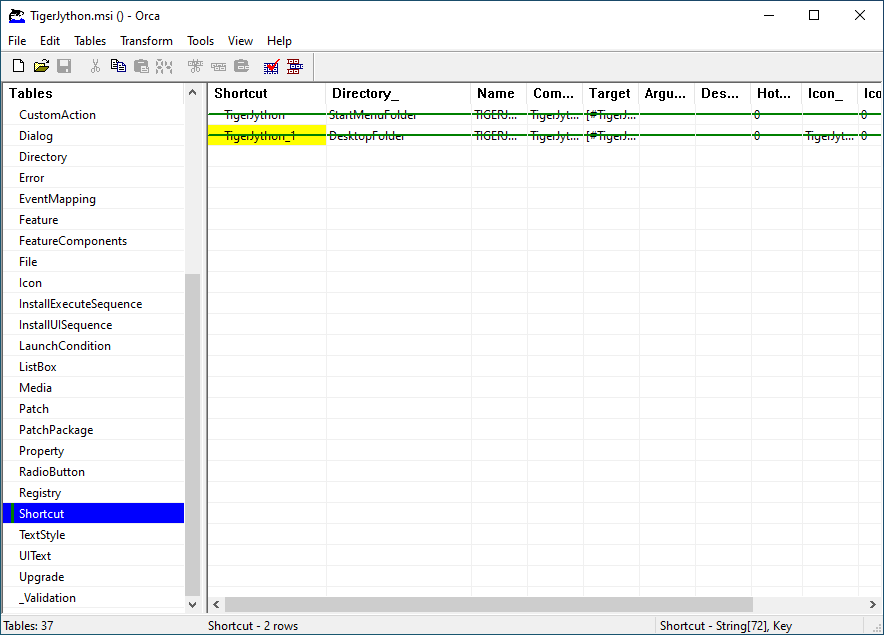 TigerJython.msi () - Orca
File Edit Tables Transform Tools View Help
Tables Shortcut Directory_ Name Com... Target Argu... Des... Hot... Icon_ Ico
CustomAction TigerJython StartMenuFolder TIGERJ... TigerJyt... [#TigerJ... 0 0
Dialog TigerJython_1 DesktopFolder TIGERJ... TigerJyt... [#TigerJ... 0 TigerJyt... 0
Directory
Error
EventMapping
Feature
FeatureComponents
File
Icon
InstallExecuteSequence
InstallUISequence
LaunchCondition
ListBox
Media
Patch
PatchPackage
Property
RadioButton
Registry
Shortcut
TextStyle
UIText
Upgrade
_Validation
Tables: 37 Shortcut - 2 rows Shortcut - String[72], Key